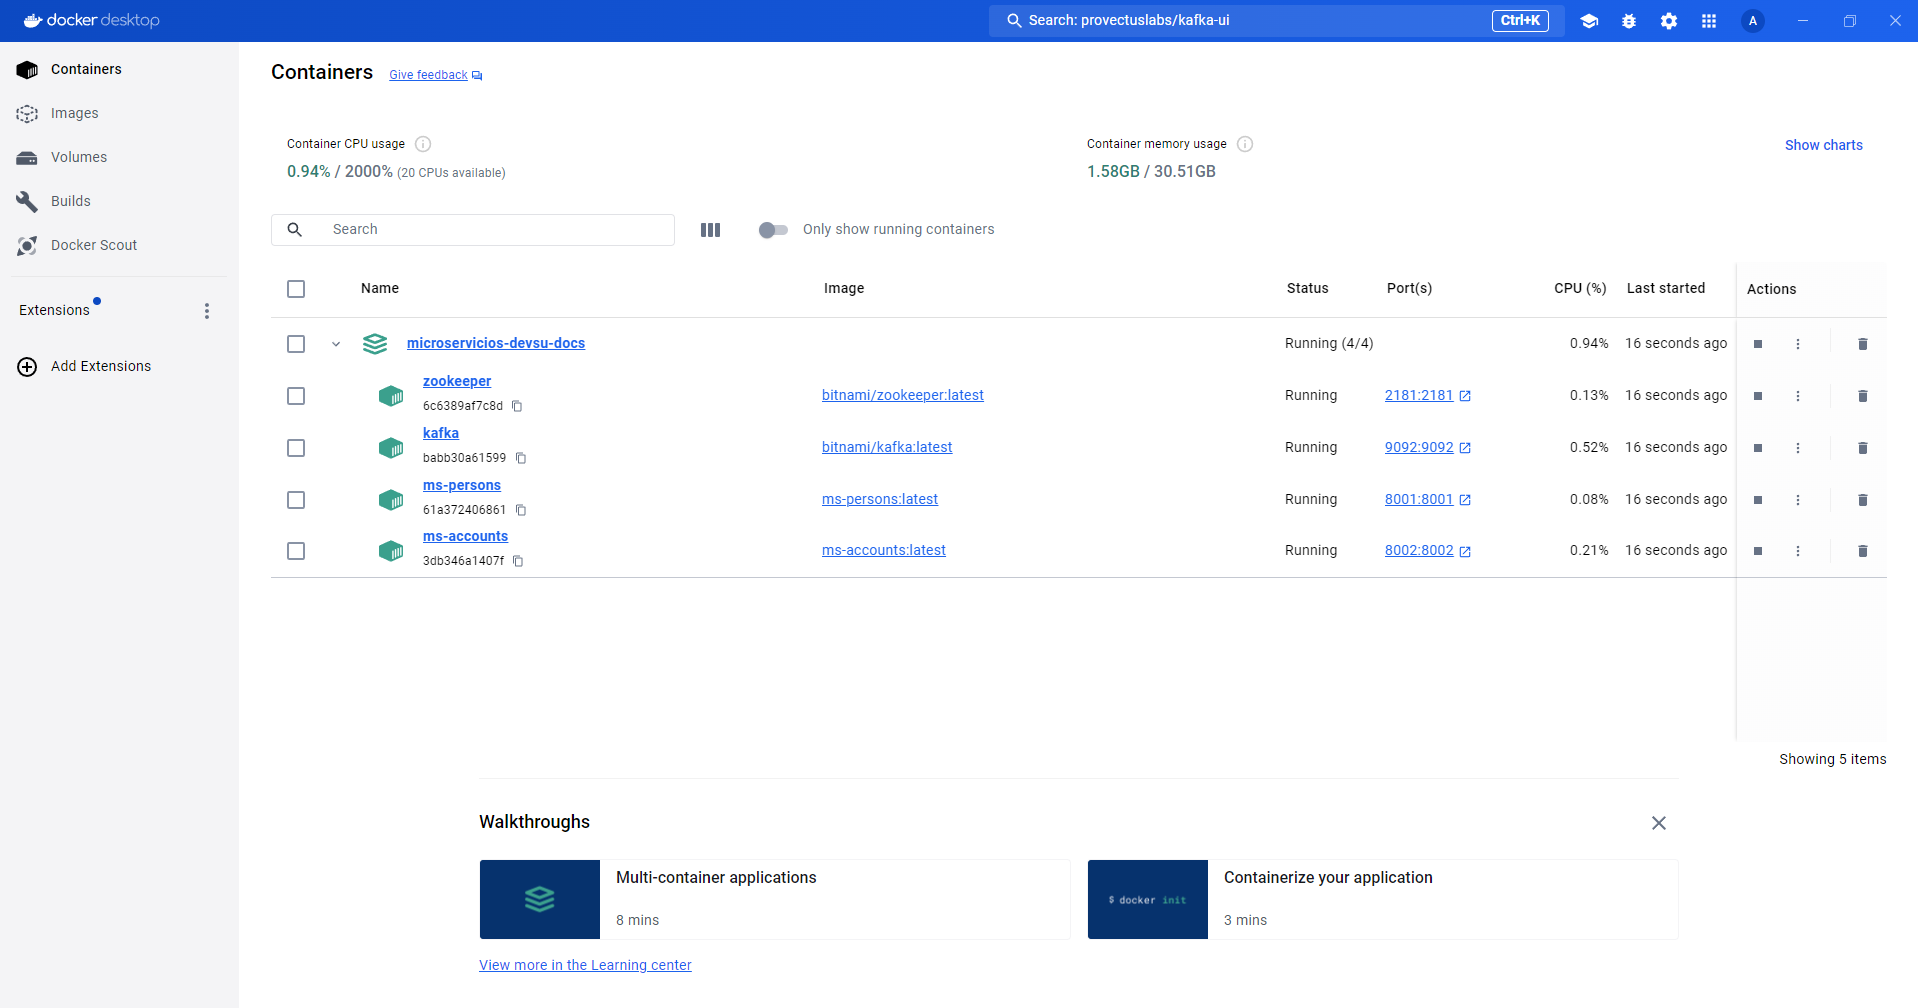 docker desktop
Search: provectuslabs/kafka-ui
Ctrl+K
A
Containers
Images
Volumes
Builds
Docker Scout
Extensions
Add Extensions
Containers Give feedback
Container CPU usage
0.94% / 2000% (20 CPUs available)
Container memory usage
1.58GB / 30.51GB
Show charts
Search
Only show running containers
Name Image Status Port(s) CPU (%) Last started Actions
microservicios-devsu-docs Running (4/4) 0.94% 16 seconds ago
zookeeper
6c6389af7c8d
bitnami/zookeeper:latest Running 2181:2181 0.13% 16 seconds ago
kafka
babb30a61599
bitnami/kafka:latest Running 9092:9092 0.52% 16 seconds ago
ms-persons
61a372406861
ms-persons:latest Running 8001:8001 0.08% 16 seconds ago
ms-accounts
3db346a1407f
ms-accounts:latest Running 8002:8002 0.21% 16 seconds ago
Showing 5 items
Walkthroughs
Multi-container applications
8 mins
$ docker init
Containerize your application
3 mins
View more in the Learning center